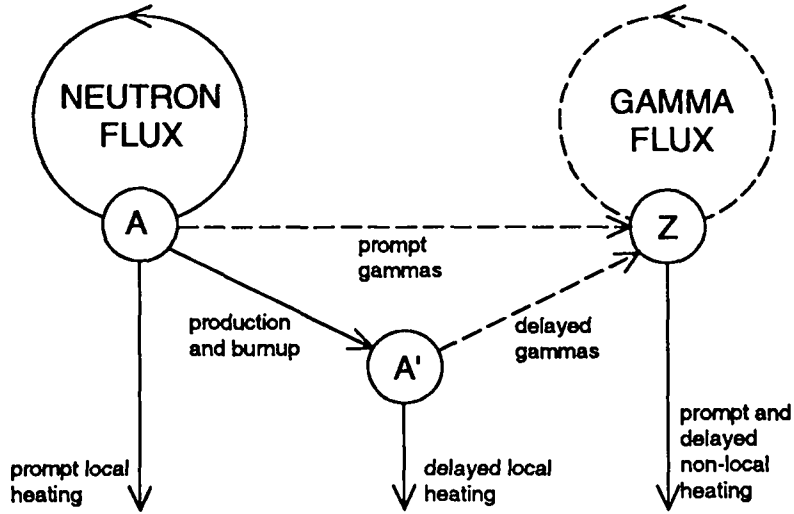 NEUTRON
FLUX
GAMMA
FLUX
A
Z
prompt
gammas
production
and burnup
delayed
gammas
A'
prompt local
heating
delayed local
heating
prompt and
delayed
non-local
heating